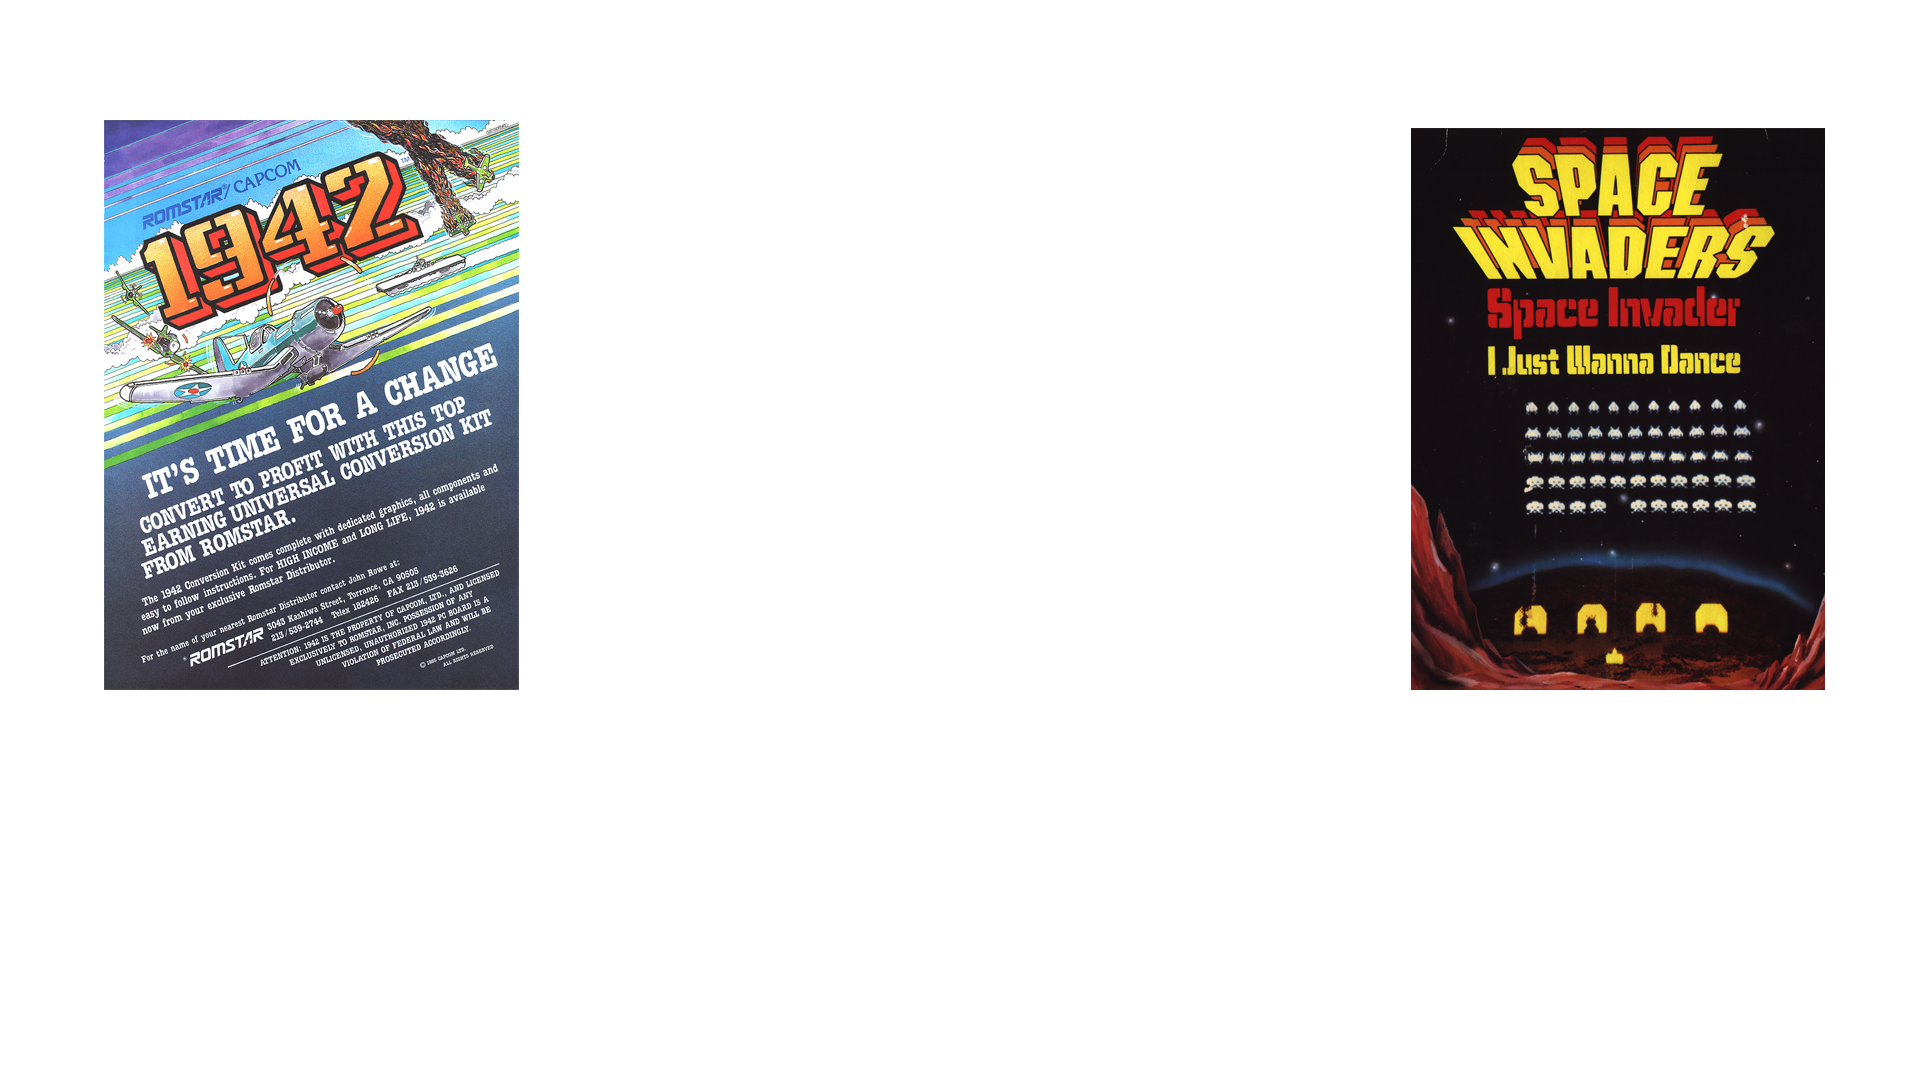 ROMSTAR®/CAPCOM
1942™
IT'S TIME FOR A CHANGE
CONVERT TO PROFIT WITH THIS TOP
EARNING UNIVERSAL CONVERSION KIT
FROM ROMSTAR.
The 1942 Conversion Kit comes complete with dedicated graphics, all components and
easy to follow instructions. For HIGH INCOME and LONG LIFE, 1942 is available
now from your exclusive Romstar Distributor.
For the name of your nearest Romstar Distributor contact John Rowe at:
ROMSTAR 3043 Kashiwa Street, Torrance, CA 90505
213/539-2744 Telex 182426 FAX 213/539-3626
ATTENTION: 1942 IS THE PROPERTY OF CAPCOM, LTD., AND LICENSED
EXCLUSIVELY TO ROMSTAR, INC. POSSESSION OF ANY
UNLICENSED, UNAUTHORIZED 1942 PC BOARD IS A
VIOLATION OF FEDERAL LAW AND WILL BE
PROSECUTED ACCORDINGLY.
ALL RIGHTS RESERVED
SPACE
INVADERS
Space Invader
I Just Wanna Dance